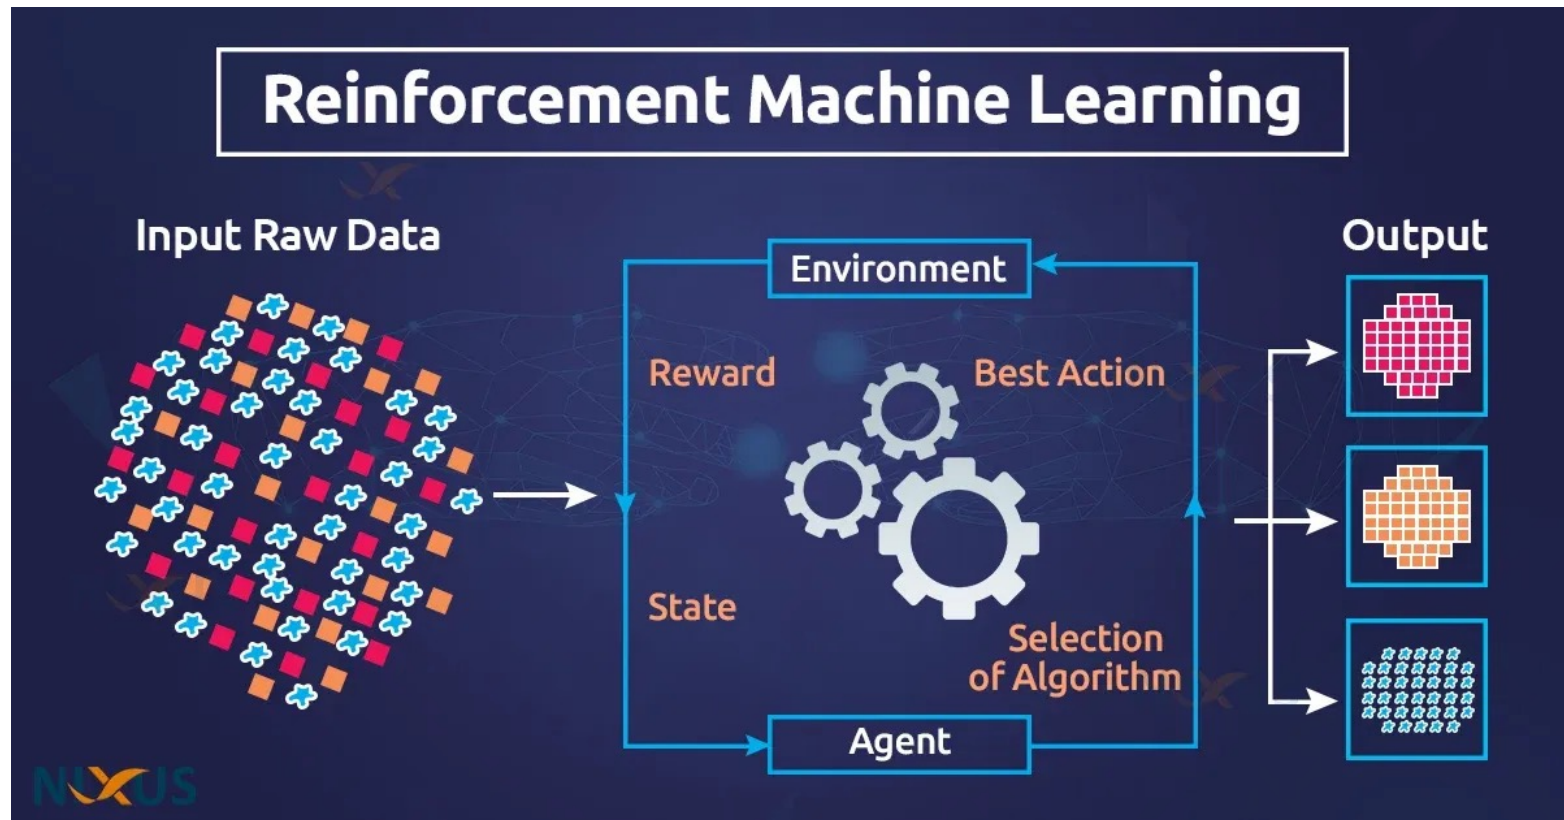 Reinforcement Machine Learning
Input Raw Data
Output
Environment
Reward
Best Action
State
Selection
of Algorithm
Agent
NIXUS